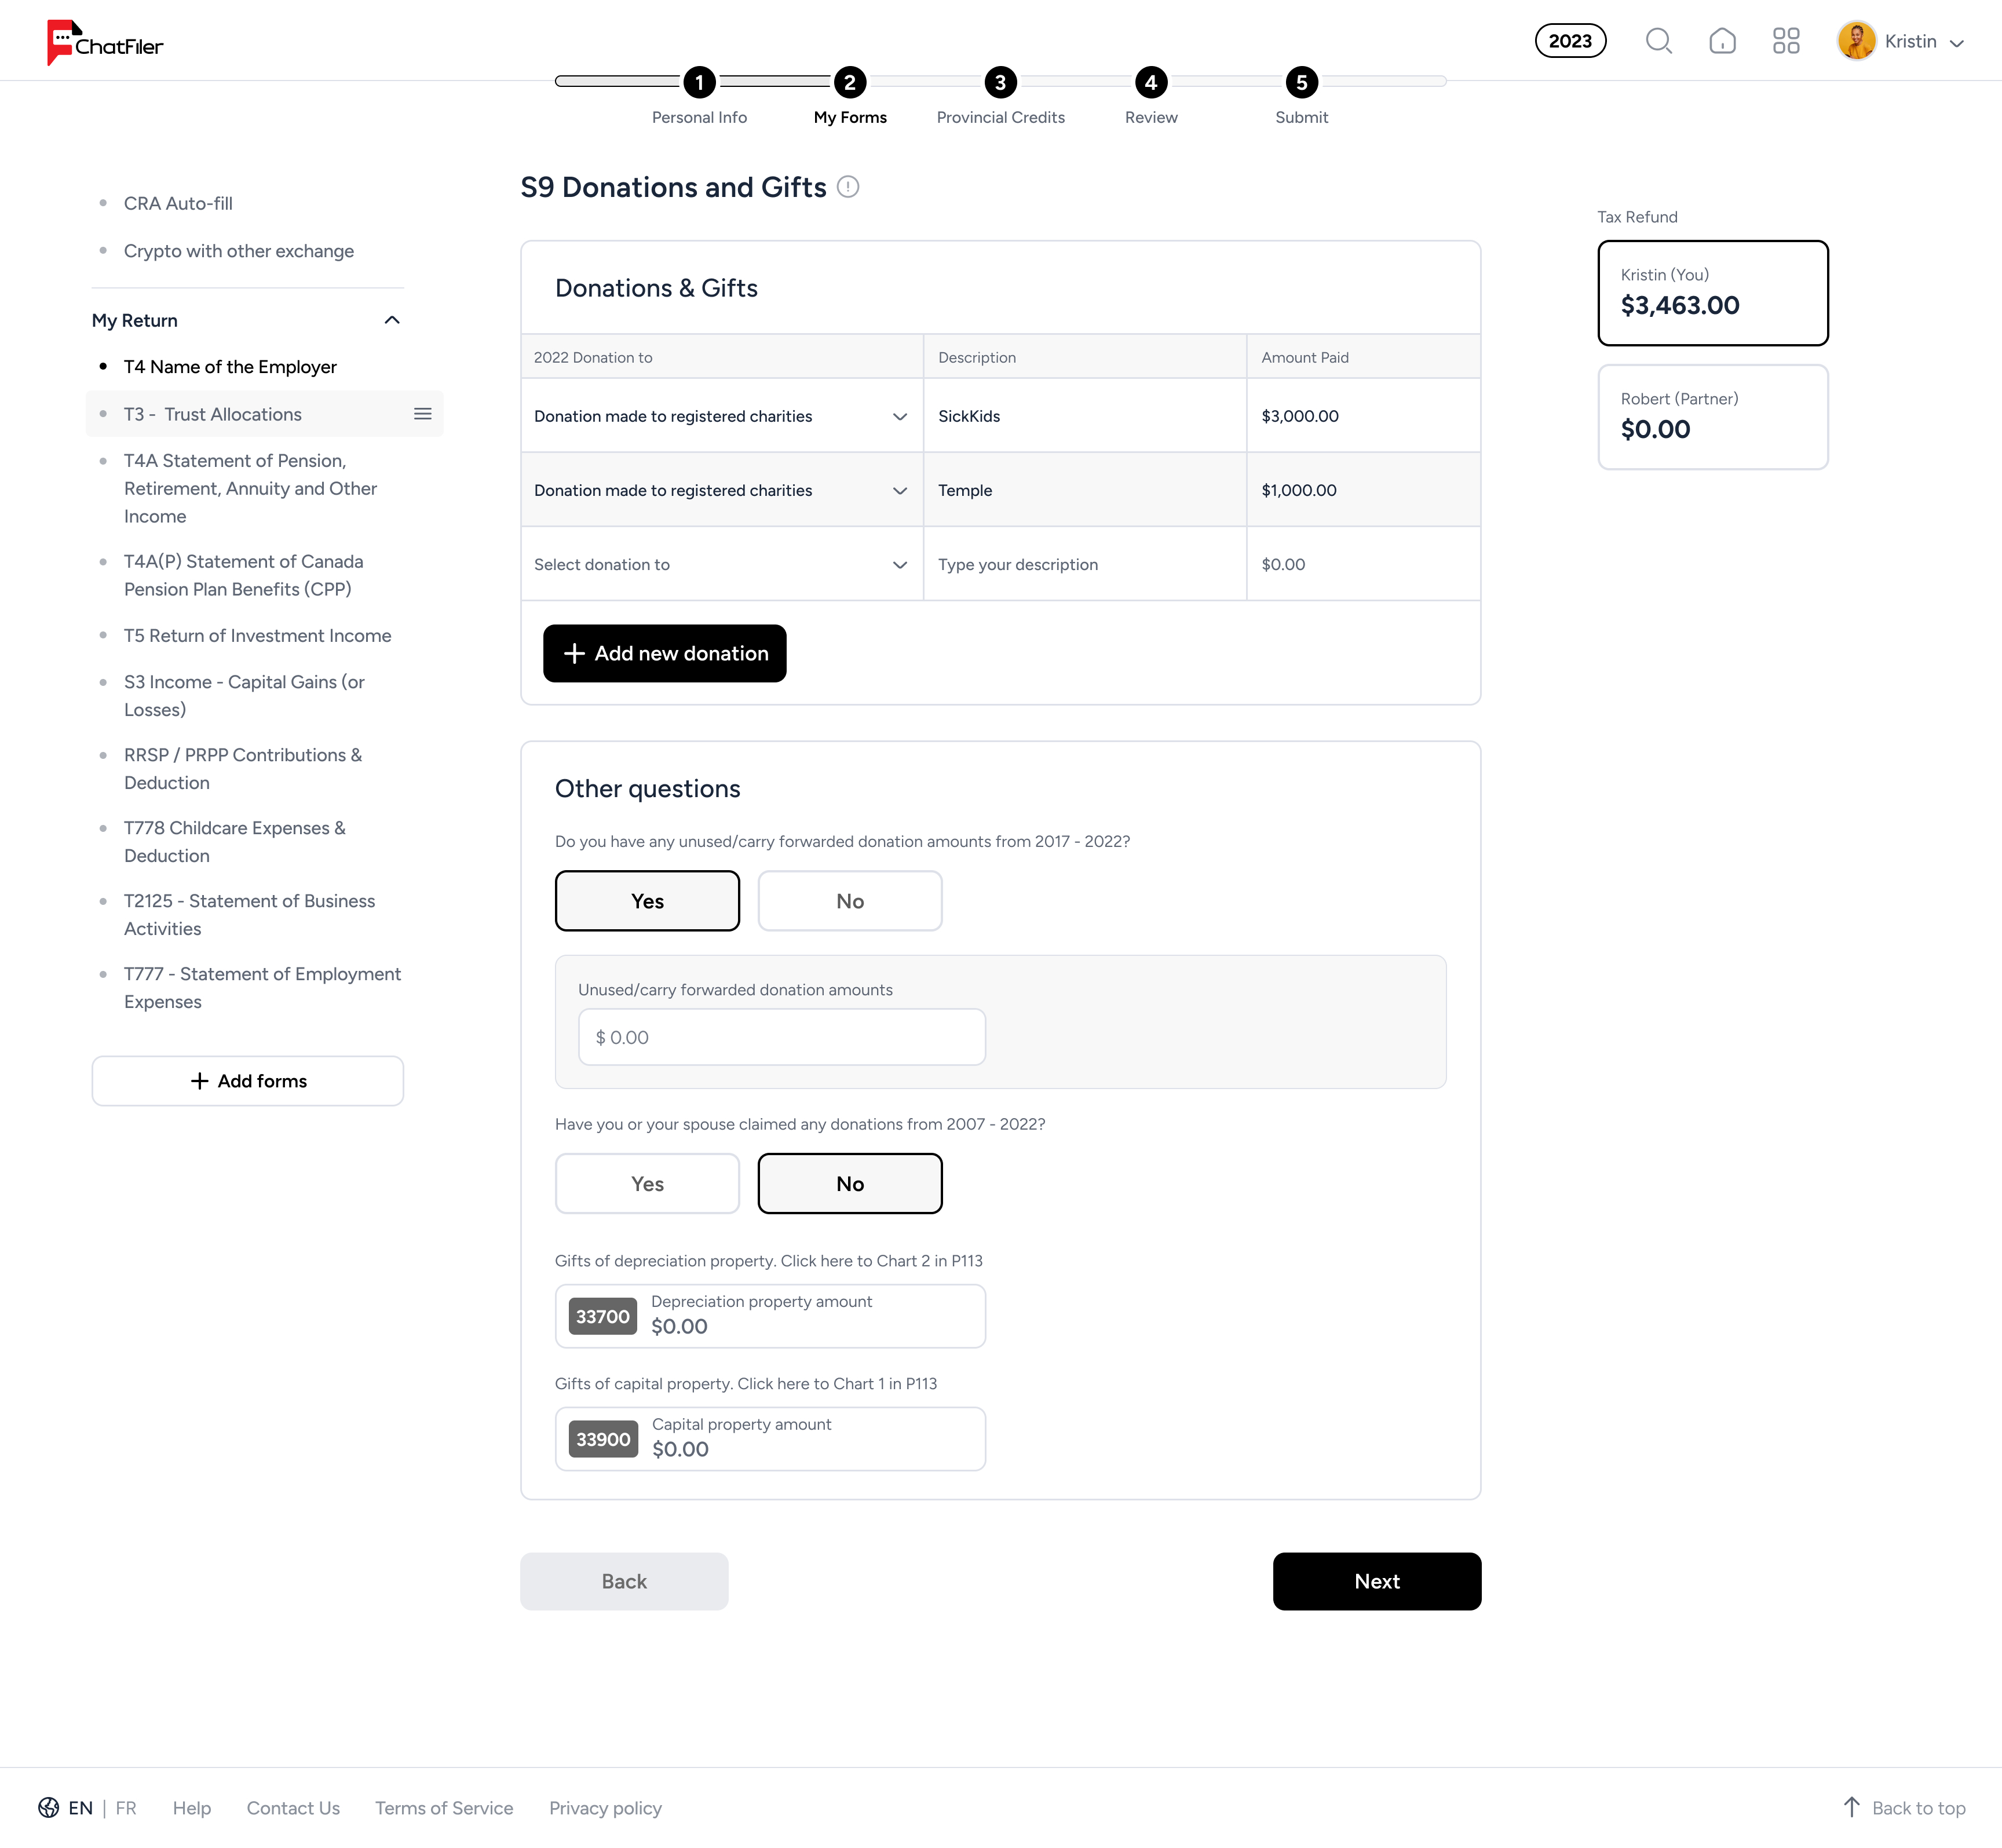 ChatFiler
2023
Kristin
1
2
3
4
5
Personal Info
My Forms
Provincial Credits
Review
Submit
CRA Auto-fill
Crypto with other exchange
My Return
T4 Name of the Employer
T3 - Trust Allocations
T4A Statement of Pension,
Retirement, Annuity and Other
Income
T4A(P) Statement of Canada
Pension Plan Benefits (CPP)
T5 Return of Investment Income
S3 Income - Capital Gains (or
Losses)
RRSP / PRPP Contributions &
Deduction
T778 Childcare Expenses &
Deduction
T2125 - Statement of Business
Activities
T777 - Statement of Employment
Expenses
+ Add forms
S9 Donations and Gifts
Donations & Gifts
2022 Donation to Description Amount Paid
Donation made to registered charities SickKids $3,000.00
Donation made to registered charities Temple $1,000.00
Select donation to Type your description $0.00
+ Add new donation
Other questions
Do you have any unused/carry forwarded donation amounts from 2017 - 2022?
Yes No
Unused/carry forwarded donation amounts
$ 0.00
Have you or your spouse claimed any donations from 2007 - 2022?
Yes No
Gifts of depreciation property. Click here to Chart 2 in P113
33700 Depreciation property amount
$0.00
Gifts of capital property. Click here to Chart 1 in P113
33900 Capital property amount
$0.00
Back Next
Tax Refund
Kristin (You)
$3,463.00
Robert (Partner)
$0.00
EN | FR Help Contact Us Terms of Service Privacy policy Back to top